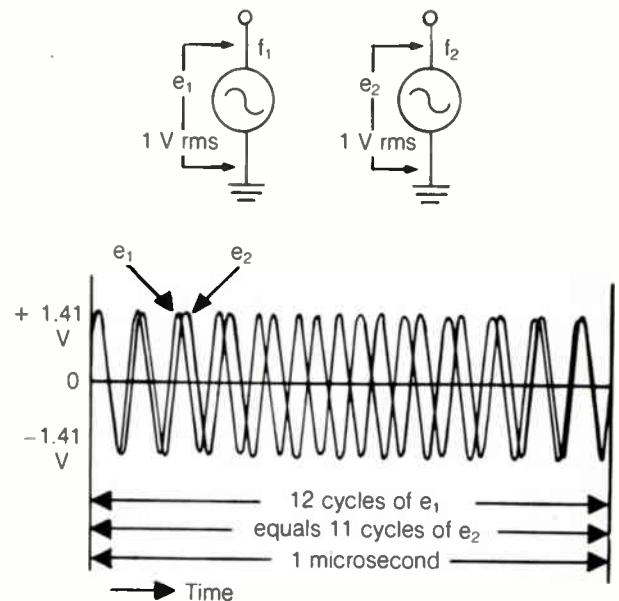 f₁
e₁
1 V rms
f₂
e₂
1 V rms
e₁
e₂
+ 1.41
V
0
−1.41
V
12 cycles of e₁
equals 11 cycles of e₂
1 microsecond
Time